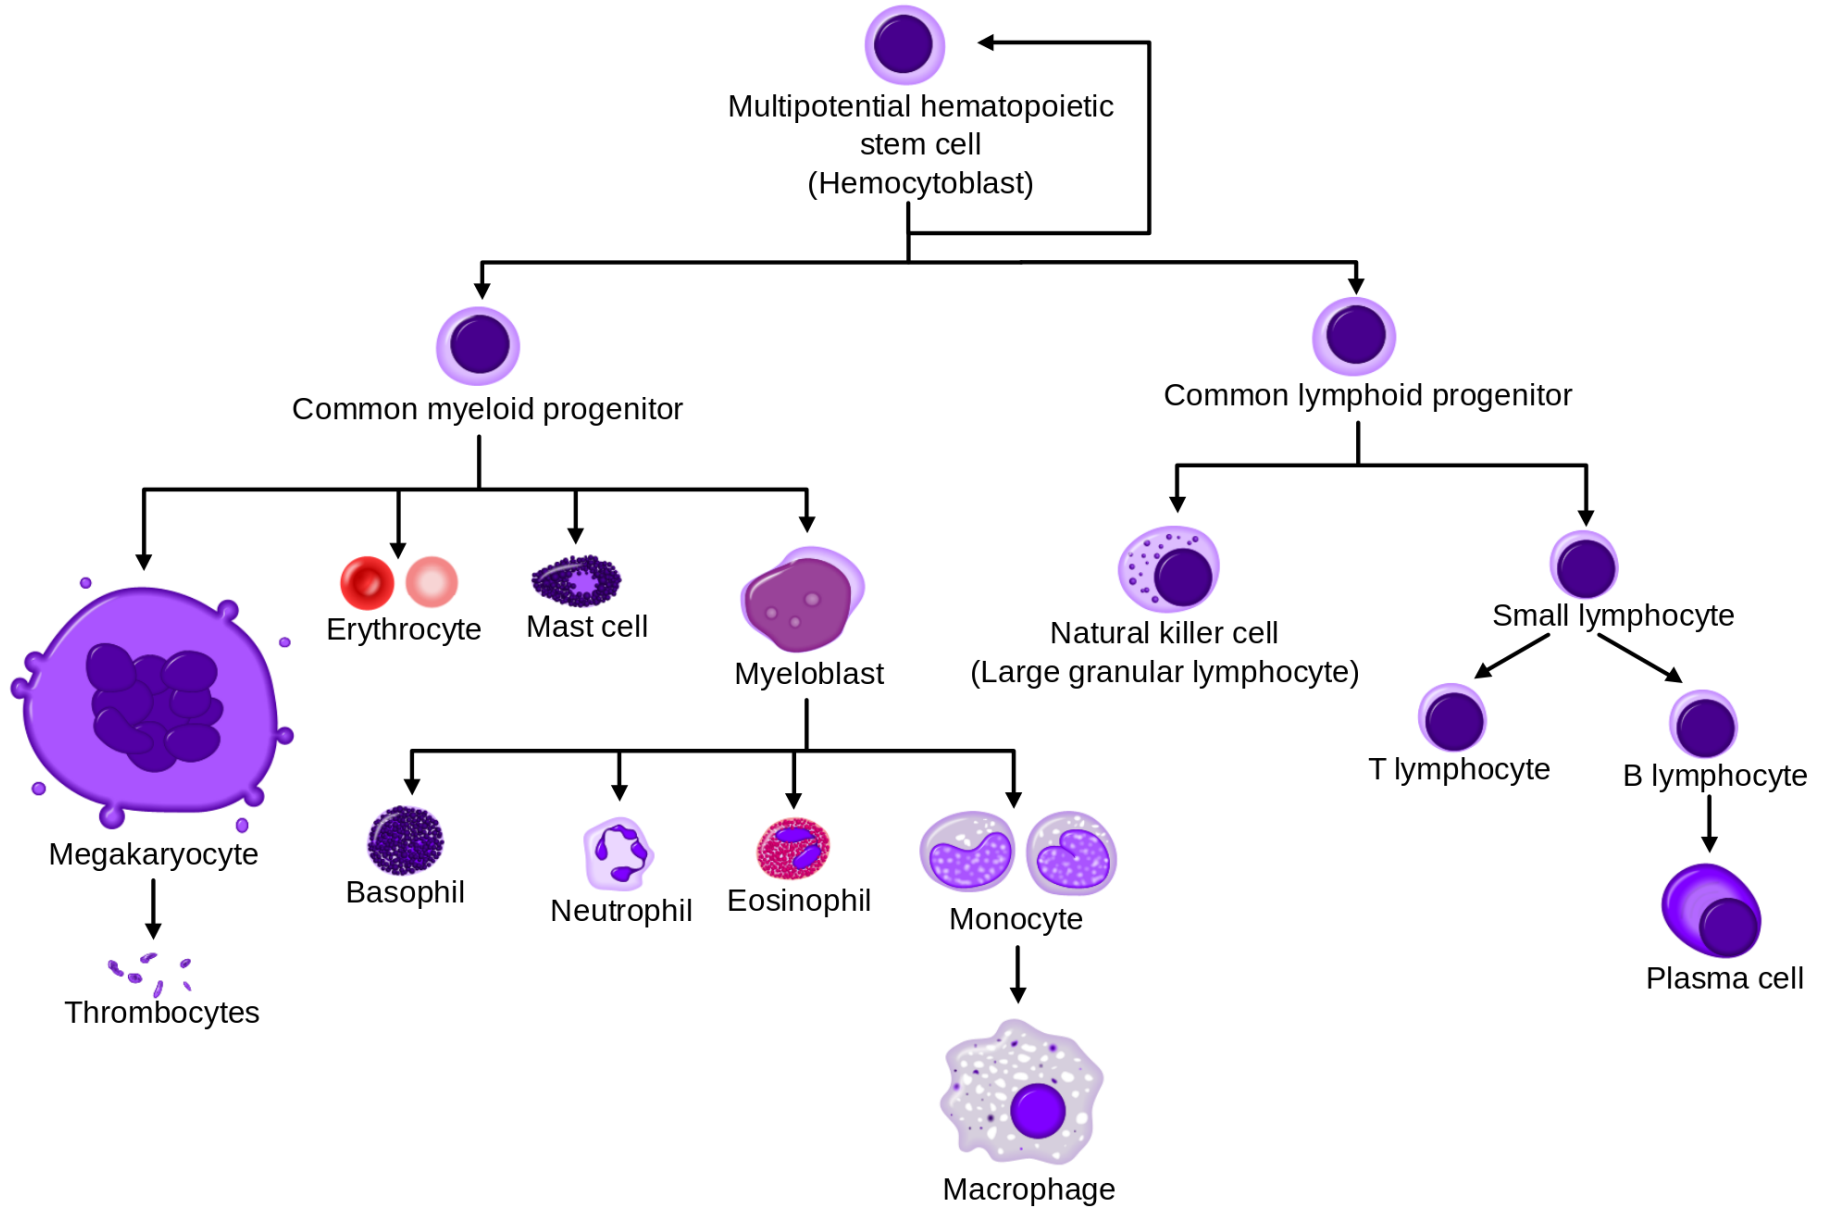 Multipotential hematopoietic
stem cell
(Hemocytoblast)
Common myeloid progenitor
Common lymphoid progenitor
Erythrocyte
Mast cell
Myeloblast
Natural killer cell
(Large granular lymphocyte)
Small lymphocyte
T lymphocyte
B lymphocyte
Megakaryocyte
Basophil
Neutrophil
Eosinophil
Monocyte
Plasma cell
Thrombocytes
Macrophage